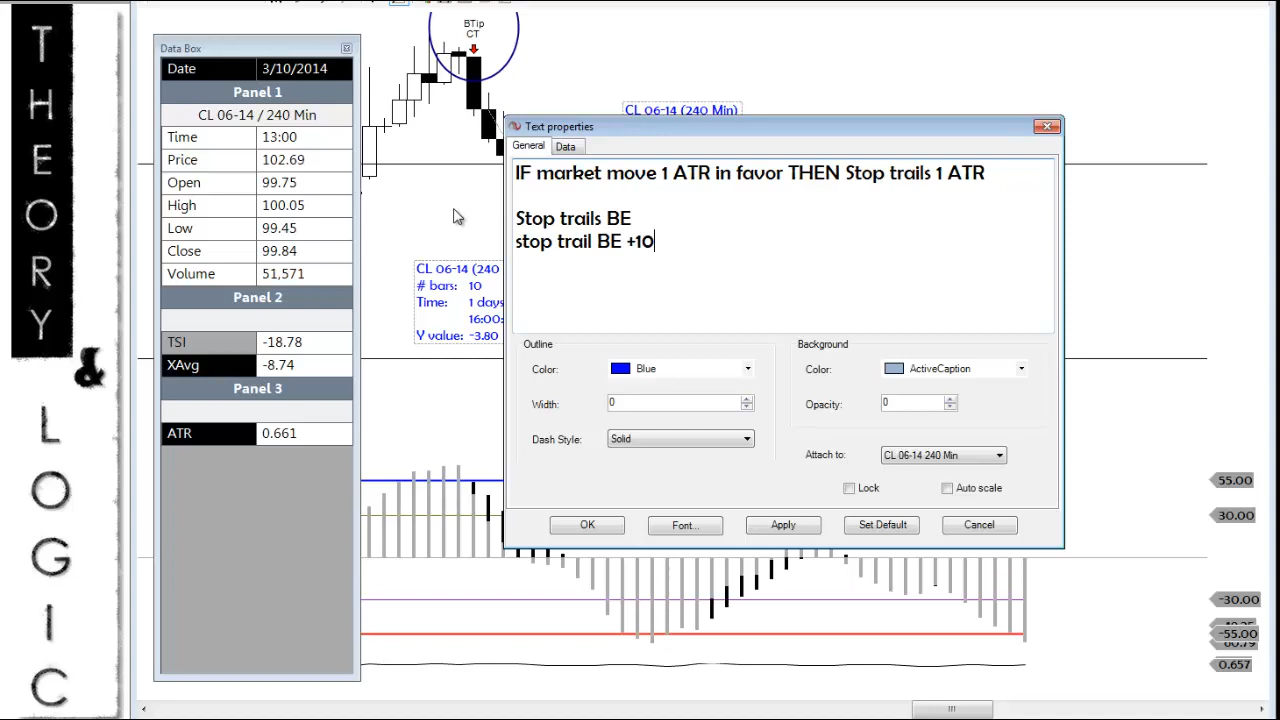 THEORY
&
LOGIC
Data Box
Date 3/10/2014
Panel 1
CL 06-14 / 240 Min
Time 13:00
Price 102.69
Open 99.75
High 100.05
Low 99.45
Close 99.84
Volume 51,571
Panel 2
TSI -18.78
XAvg -8.74
Panel 3
ATR 0.661
BTip
CT
CL 06-14 (240 Min)
CL 06-14 (240
# bars: 10
Time: 1 days
16:00:
Y value: -3.80
Text properties
General Data
IF market move 1 ATR in favor THEN Stop trails 1 ATR
Stop trails BE
stop trail BE +10
Outline
Color: Blue
Width: 0
Dash Style: Solid
Background
Color: ActiveCaption
Opacity: 0
Attach to: CL 06-14 240 Min
Lock Auto scale
OK Font... Apply Set Default Cancel
55.00
30.00
-30.00
-55.00
0.657